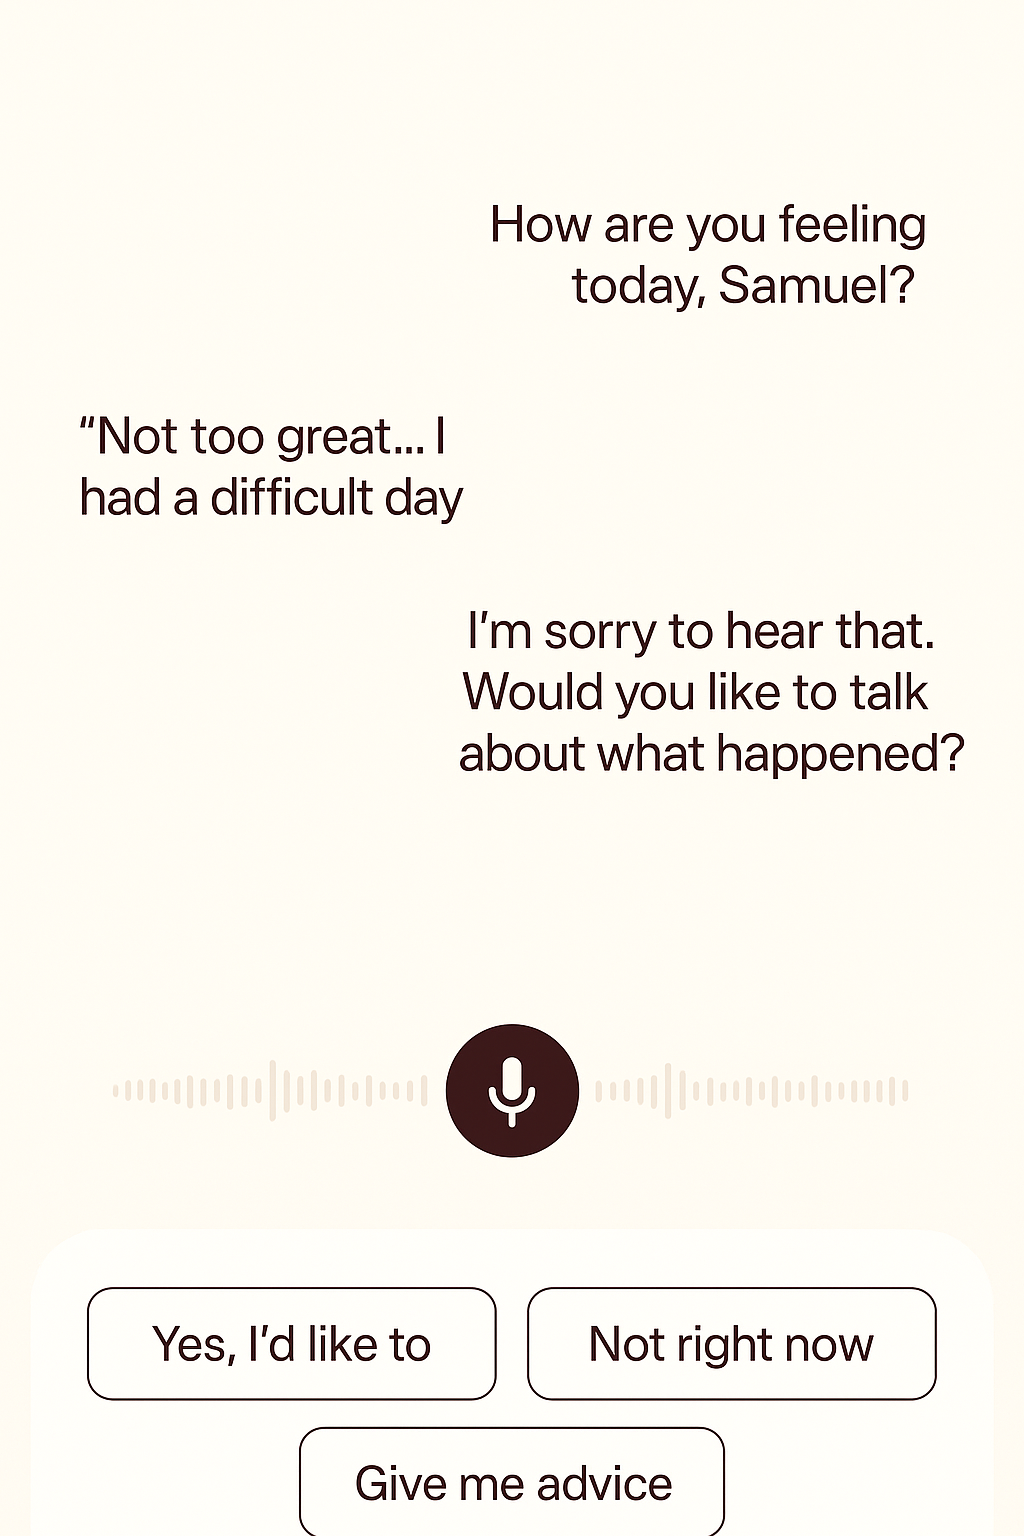 How are you feeling
today, Samuel?
“Not too great... I
had a difficult day
I’m sorry to hear that.
Would you like to talk
about what happened?
Yes, I’d like to
Not right now
Give me advice